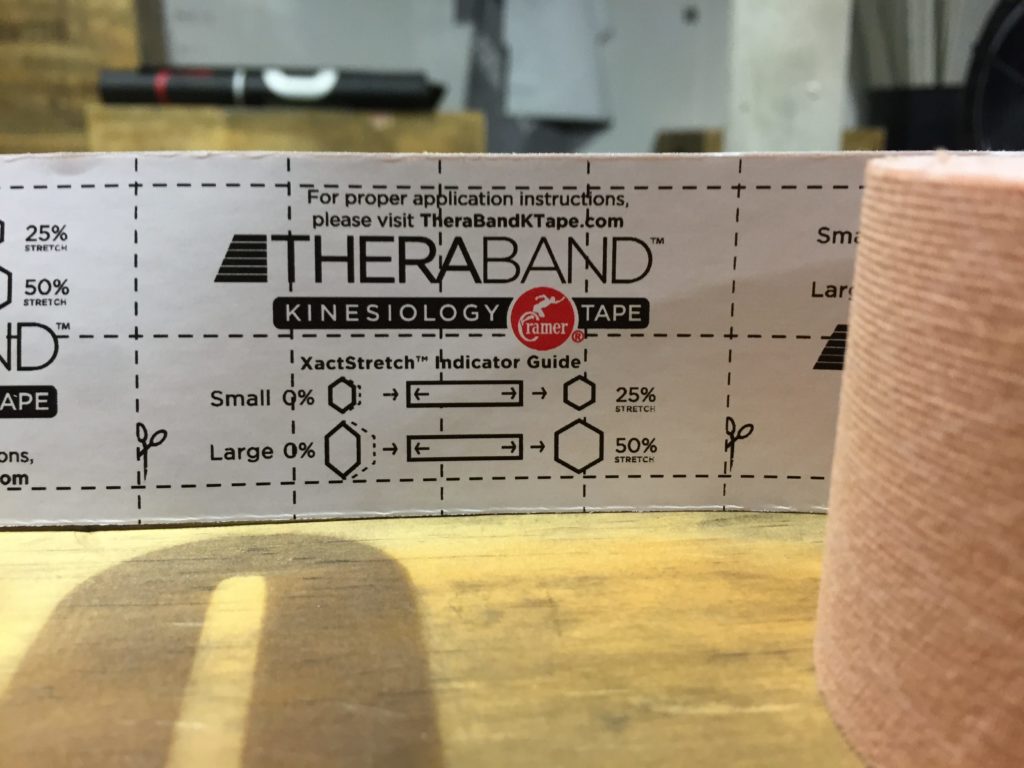 For proper application instructions,
please visit TheraBandKTape.com
THERABAND™
KINESIOLOGY Cramer® TAPE
XactStretch™ Indicator Guide
Small 0% 25%
STRETCH
Large 0% 50%
STRETCH
25%
STRETCH
50%
STRETCH
ND™
APE
ons,
om
Sma
Larg